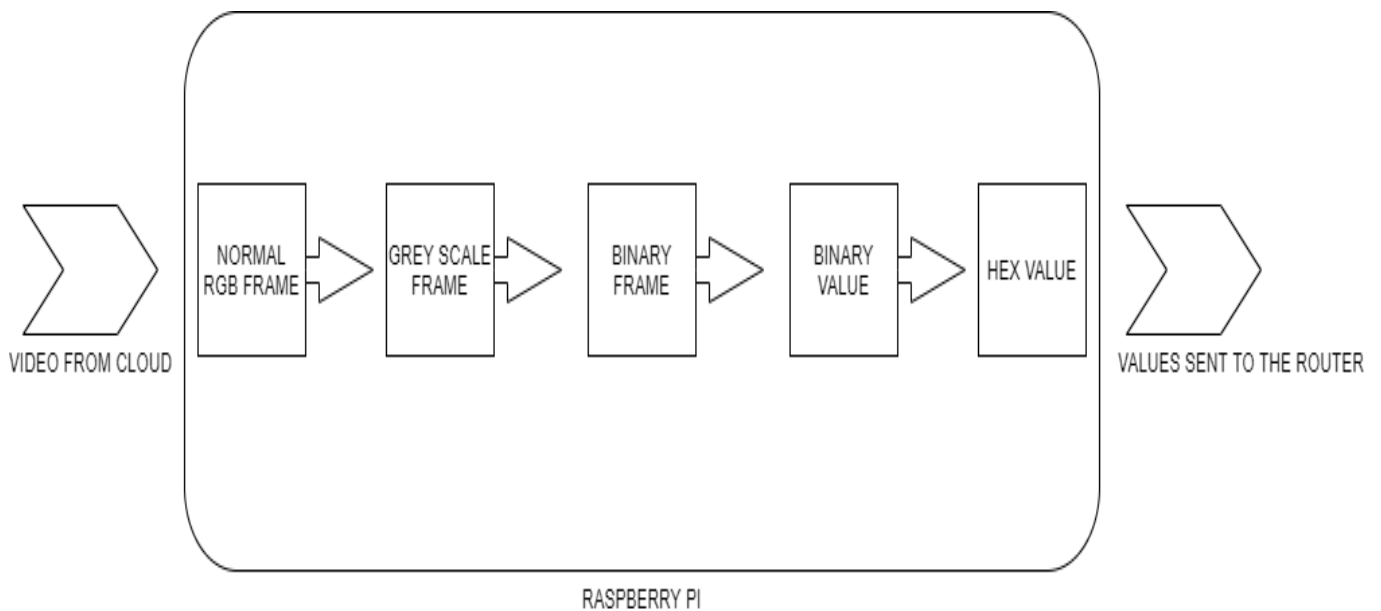 NORMAL
RGB FRAME
GREY SCALE
FRAME
BINARY
FRAME
BINARY
VALUE
HEX VALUE
VIDEO FROM CLOUD
VALUES SENT TO THE ROUTER
RASPBERRY PI